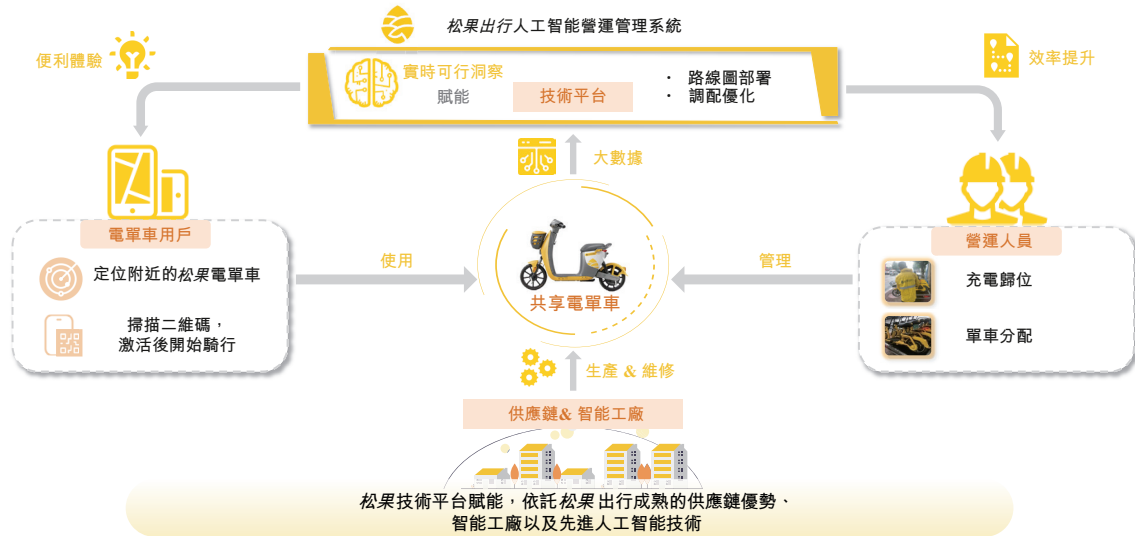 松果出行人工智能營運管理系統
便利體驗
實時可行洞察
賦能
技術平台
· 路線圖部署
· 調配優化
效率提升
大數據
電單車用戶
定位附近的松果電單車
掃描二維碼，
激活後開始騎行
使用
共享電單車
管理
營運人員
充電歸位
單車分配
生產 & 維修
供應鏈& 智能工廠
松果技術平台賦能，依託松果 出行成熟的供應鏈優勢、
智能工廠以及先進人工智能技術